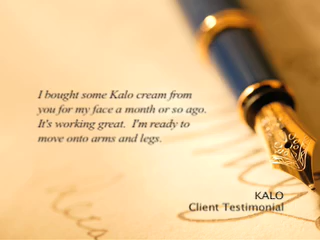 I bought some Kalo cream from
you for my face a month or so ago.
It's working great.  I'm ready to
move onto arms and legs.
KALO
Client Testimonial